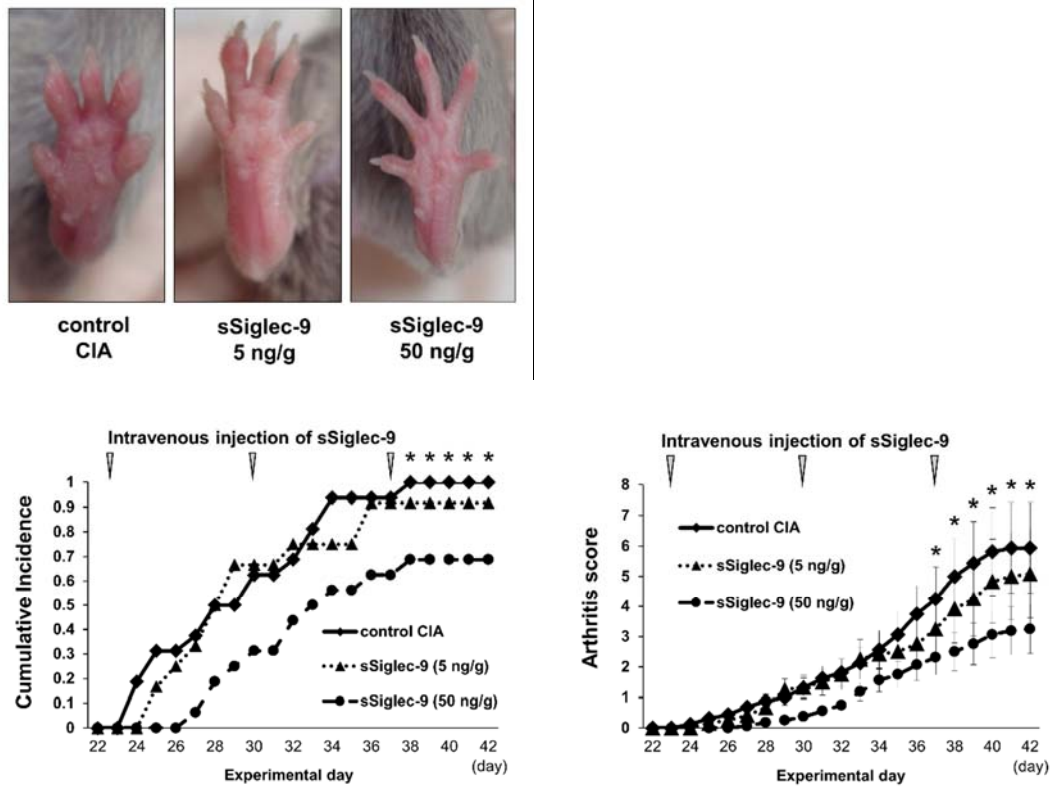 control
CIA
sSiglec-9
5 ng/g
sSiglec-9
50 ng/g
Intravenous injection of sSiglec-9
* * * * *
Cumulative Incidence
1
0.9
0.8
0.7
0.6
0.5
0.4
0.3
0.2
0.1
0
control CIA
sSiglec-9 (5 ng/g)
sSiglec-9 (50 ng/g)
22 24 26 28 30 32 34 36 38 40 42
(day)
Experimental day
Intravenous injection of sSiglec-9
* * * * * *
Arthritis score
8
7
6
5
4
3
2
1
0
control CIA
sSiglec-9 (5 ng/g)
sSiglec-9 (50 ng/g)
22 24 26 28 30 32 34 36 38 40 42
(day)
Experimental day